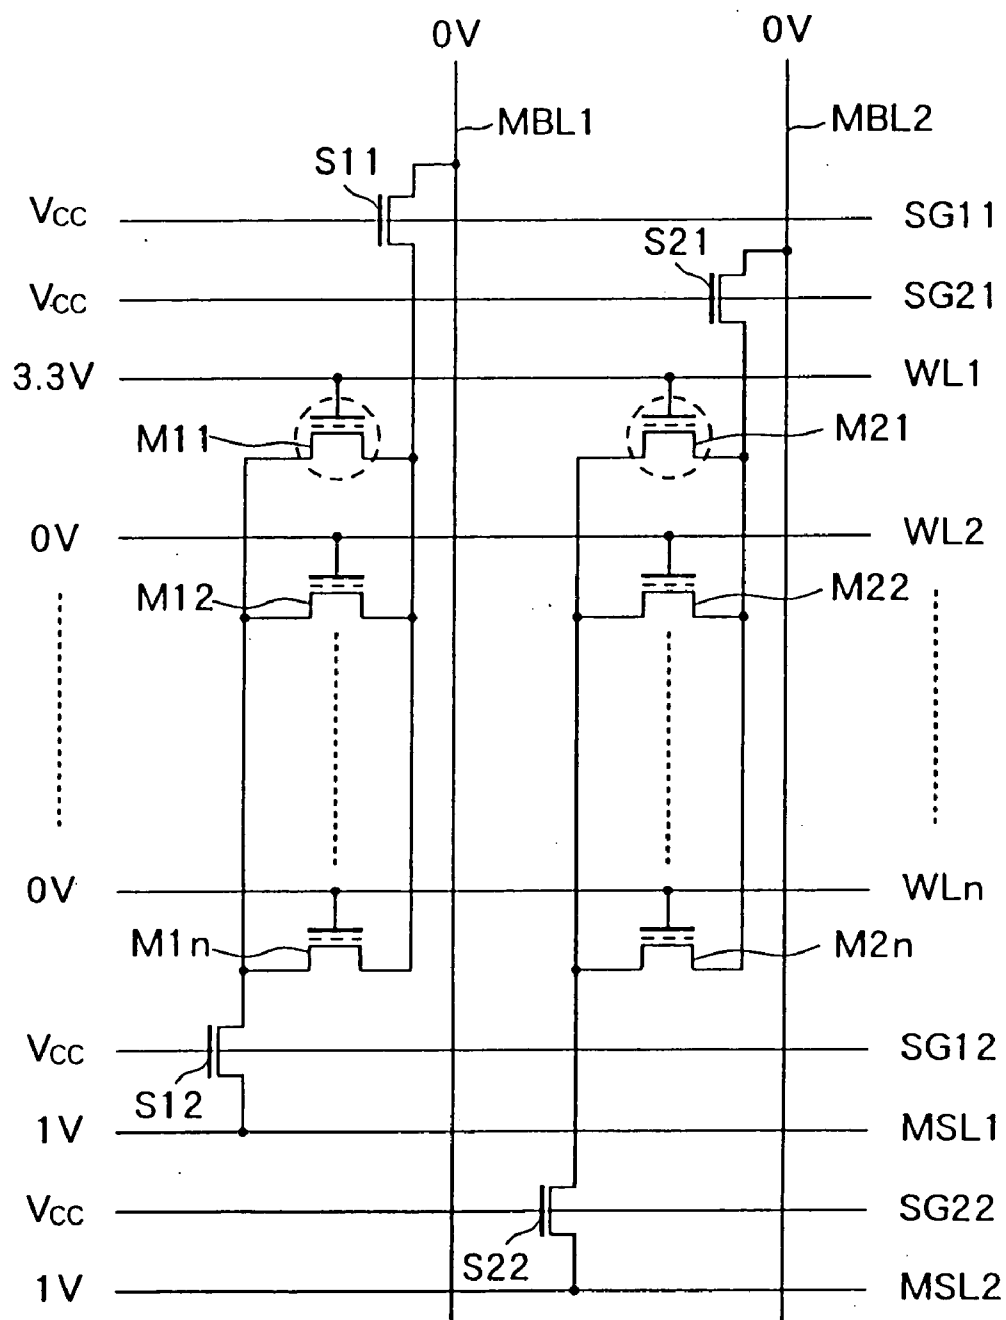 0V 0V
MBL1 MBL2
S11
VCC SG11
S21
VCC SG21
3.3V WL1
M11 M21
0V WL2
M12 M22
0V WLn
M1n M2n
VCC SG12
S12
1V MSL1
VCC SG22
S22
1V MSL2